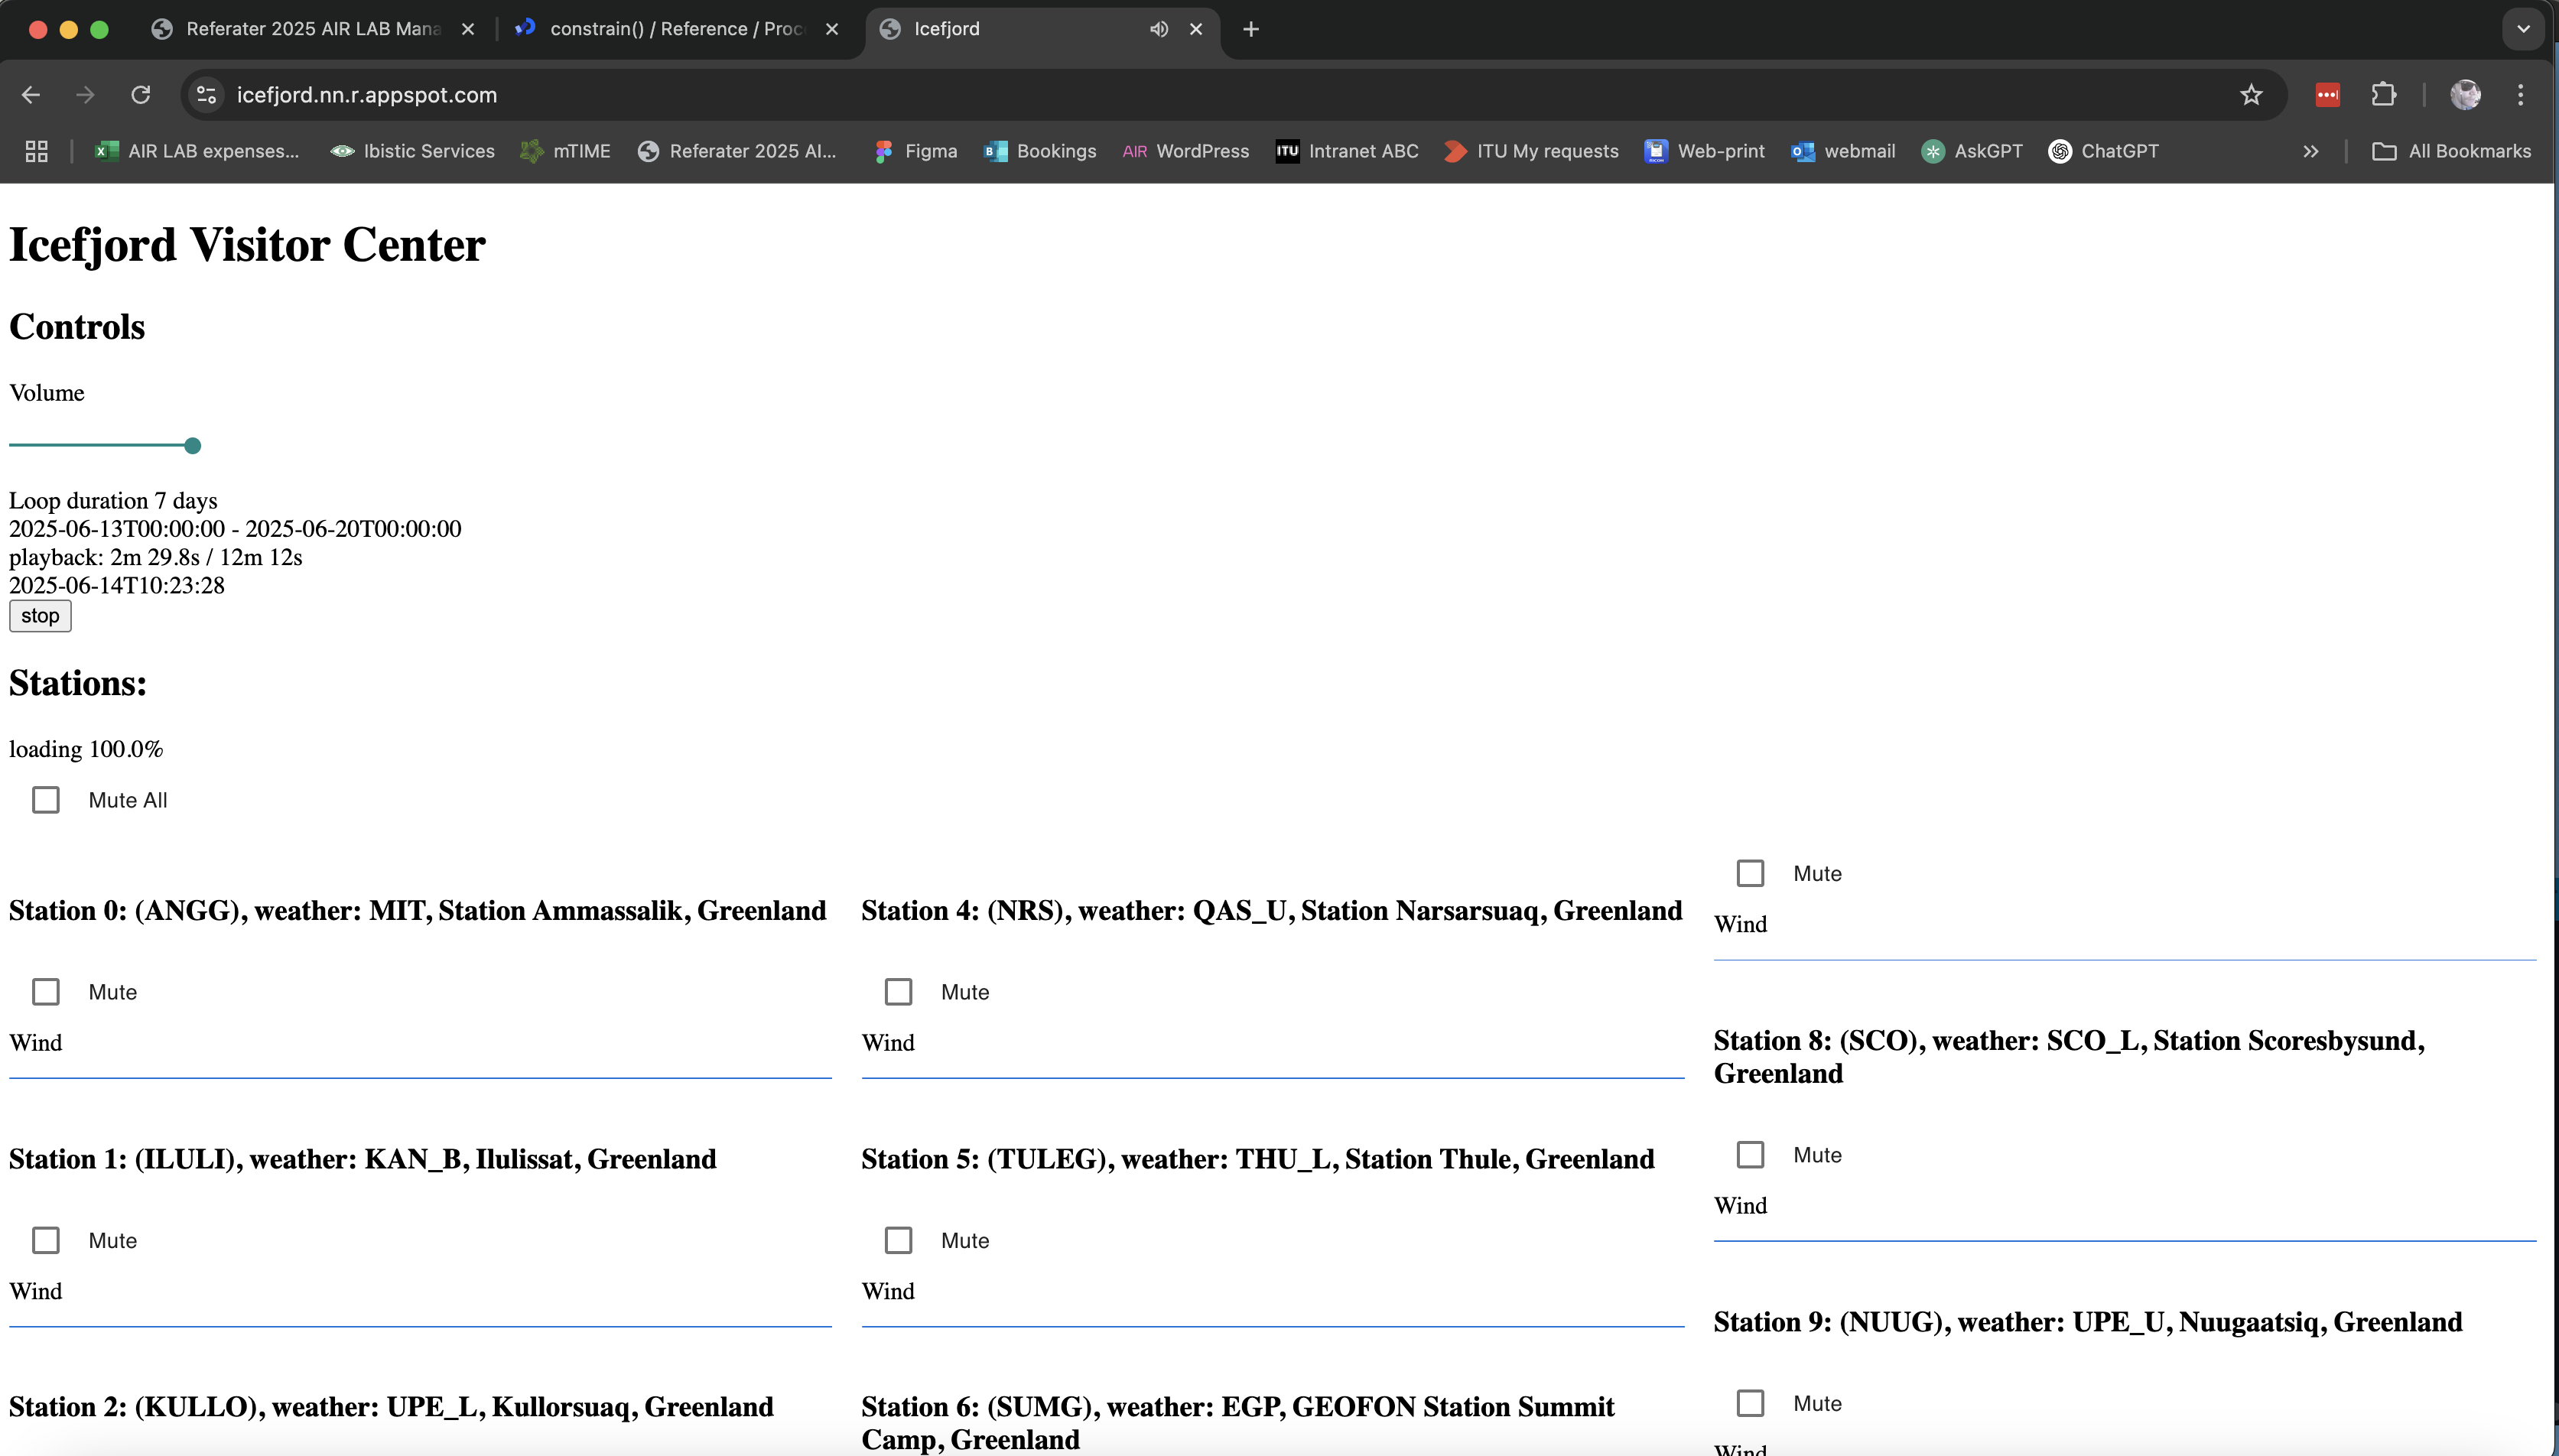 Referater 2025 AIR LAB Mana
constrain() / Reference / Proc
Icefjord
icefjord.nn.r.appspot.com
AIR LAB expenses...
Ibistic Services
mTIME
Referater 2025 AI...
Figma
Bookings
AIR WordPress
ITU Intranet ABC
ITU My requests
Web-print
webmail
AskGPT
ChatGPT
All Bookmarks
Icefjord Visitor Center
Controls
Volume
Loop duration 7 days
2025-06-13T00:00:00 - 2025-06-20T00:00:00
playback: 2m 29.8s / 12m 12s
2025-06-14T10:23:28
stop
Stations:
loading 100.0%
Mute All
Station 0: (ANGG), weather: MIT, Station Ammassalik, Greenland
Mute
Wind
Station 1: (ILULI), weather: KAN_B, Ilulissat, Greenland
Mute
Wind
Station 2: (KULLO), weather: UPE_L, Kullorsuaq, Greenland
Station 4: (NRS), weather: QAS_U, Station Narsarsuaq, Greenland
Mute
Wind
Station 5: (TULEG), weather: THU_L, Station Thule, Greenland
Mute
Wind
Station 6: (SUMG), weather: EGP, GEOFON Station Summit
Camp, Greenland
Mute
Wind
Station 8: (SCO), weather: SCO_L, Station Scoresbysund,
Greenland
Mute
Wind
Station 9: (NUUG), weather: UPE_U, Nuugaatsiq, Greenland
Mute
Wind